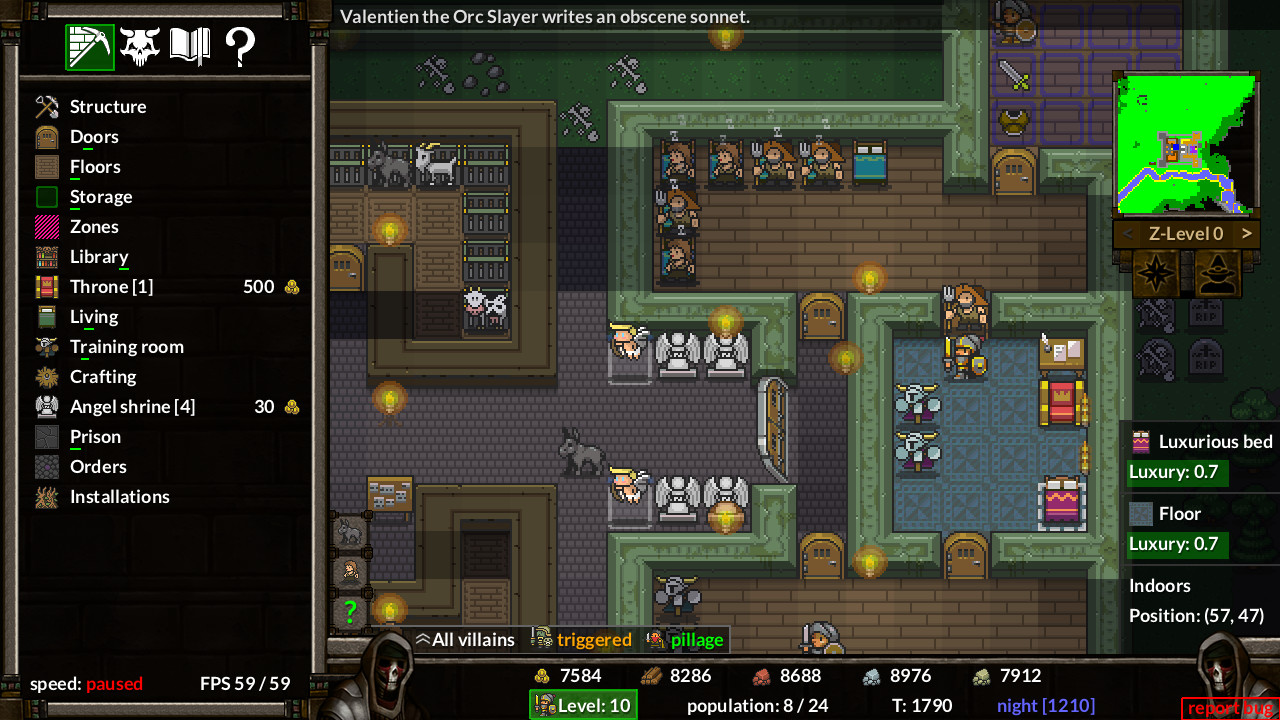 Valentien the Orc Slayer writes an obscene sonnet.
Structure
Doors
Floors
Storage
Zones
Library
Throne [1] 500
Living
Training room
Crafting
Angel shrine [4] 30
Prison
Orders
Installations
speed: paused FPS 59 / 59
< Z-Level 0 >
RIP
RIP
Luxurious bed
Luxury: 0.7
Floor
Luxury: 0.7
Indoors
Position: (57, 47)
?
All villains triggered pillage
7584 8286 8688 8976 7912
Level: 10 population: 8 / 24 T: 1790 night [1210]
report bug